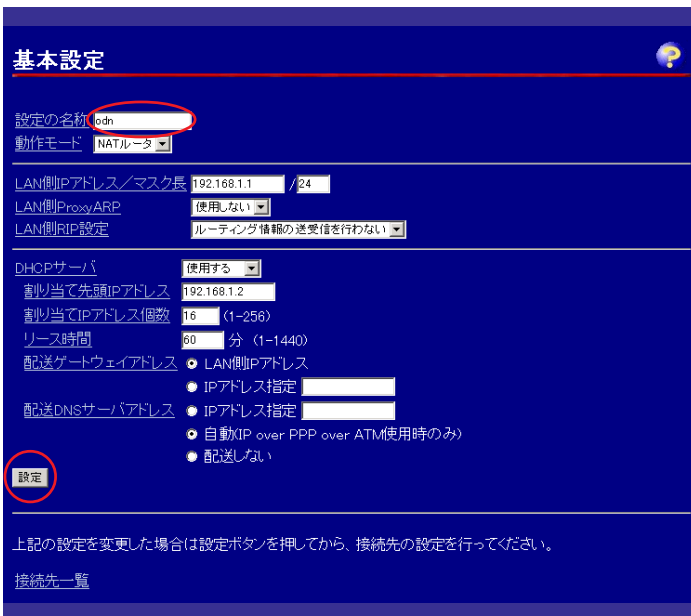 基本設定
設定の名称 odn
動作モード NATルータ
LAN側IPアドレス／マスク長 192.168.1.1 /24
LAN側ProxyARP 使用しない
LAN側RIP設定 ルーティング情報の送受信を行わない
DHCPサーバ 使用する
割り当て先頭IPアドレス 192.168.1.2
割り当てIPアドレス個数 16 (1-256)
リース時間 60 分 (1-1440)
配送ゲートウェイアドレス LAN側IPアドレス
IPアドレス指定
配送DNSサーバアドレス IPアドレス指定
自動(IP over PPP over ATM使用時のみ)
配送しない
設定
上記の設定を変更した場合は設定ボタンを押してから、接続先の設定を行ってください。
接続先一覧